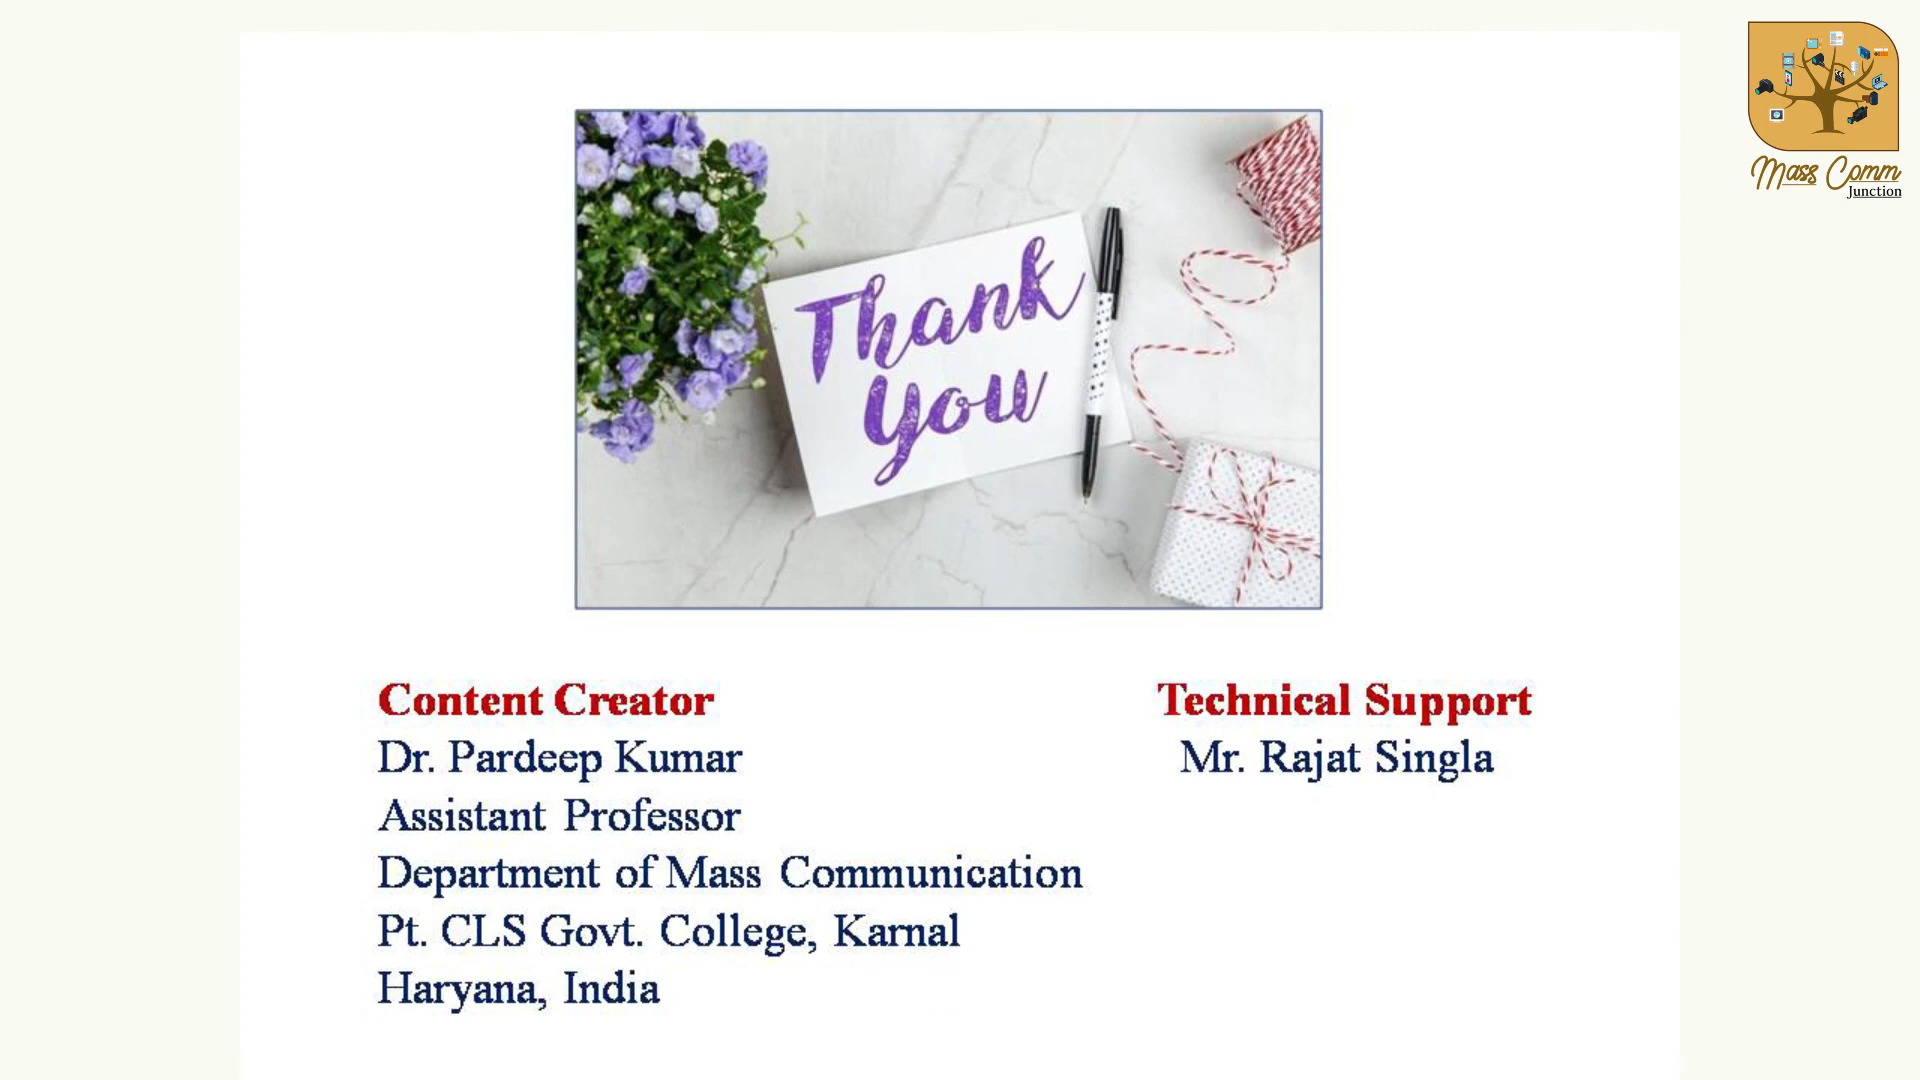 Mass Comm
Junction
Thank
You
Content Creator
Dr. Pardeep Kumar
Assistant Professor
Department of Mass Communication
Pt. CLS Govt. College, Karnal
Haryana, India
Technical Support
Mr. Rajat Singla